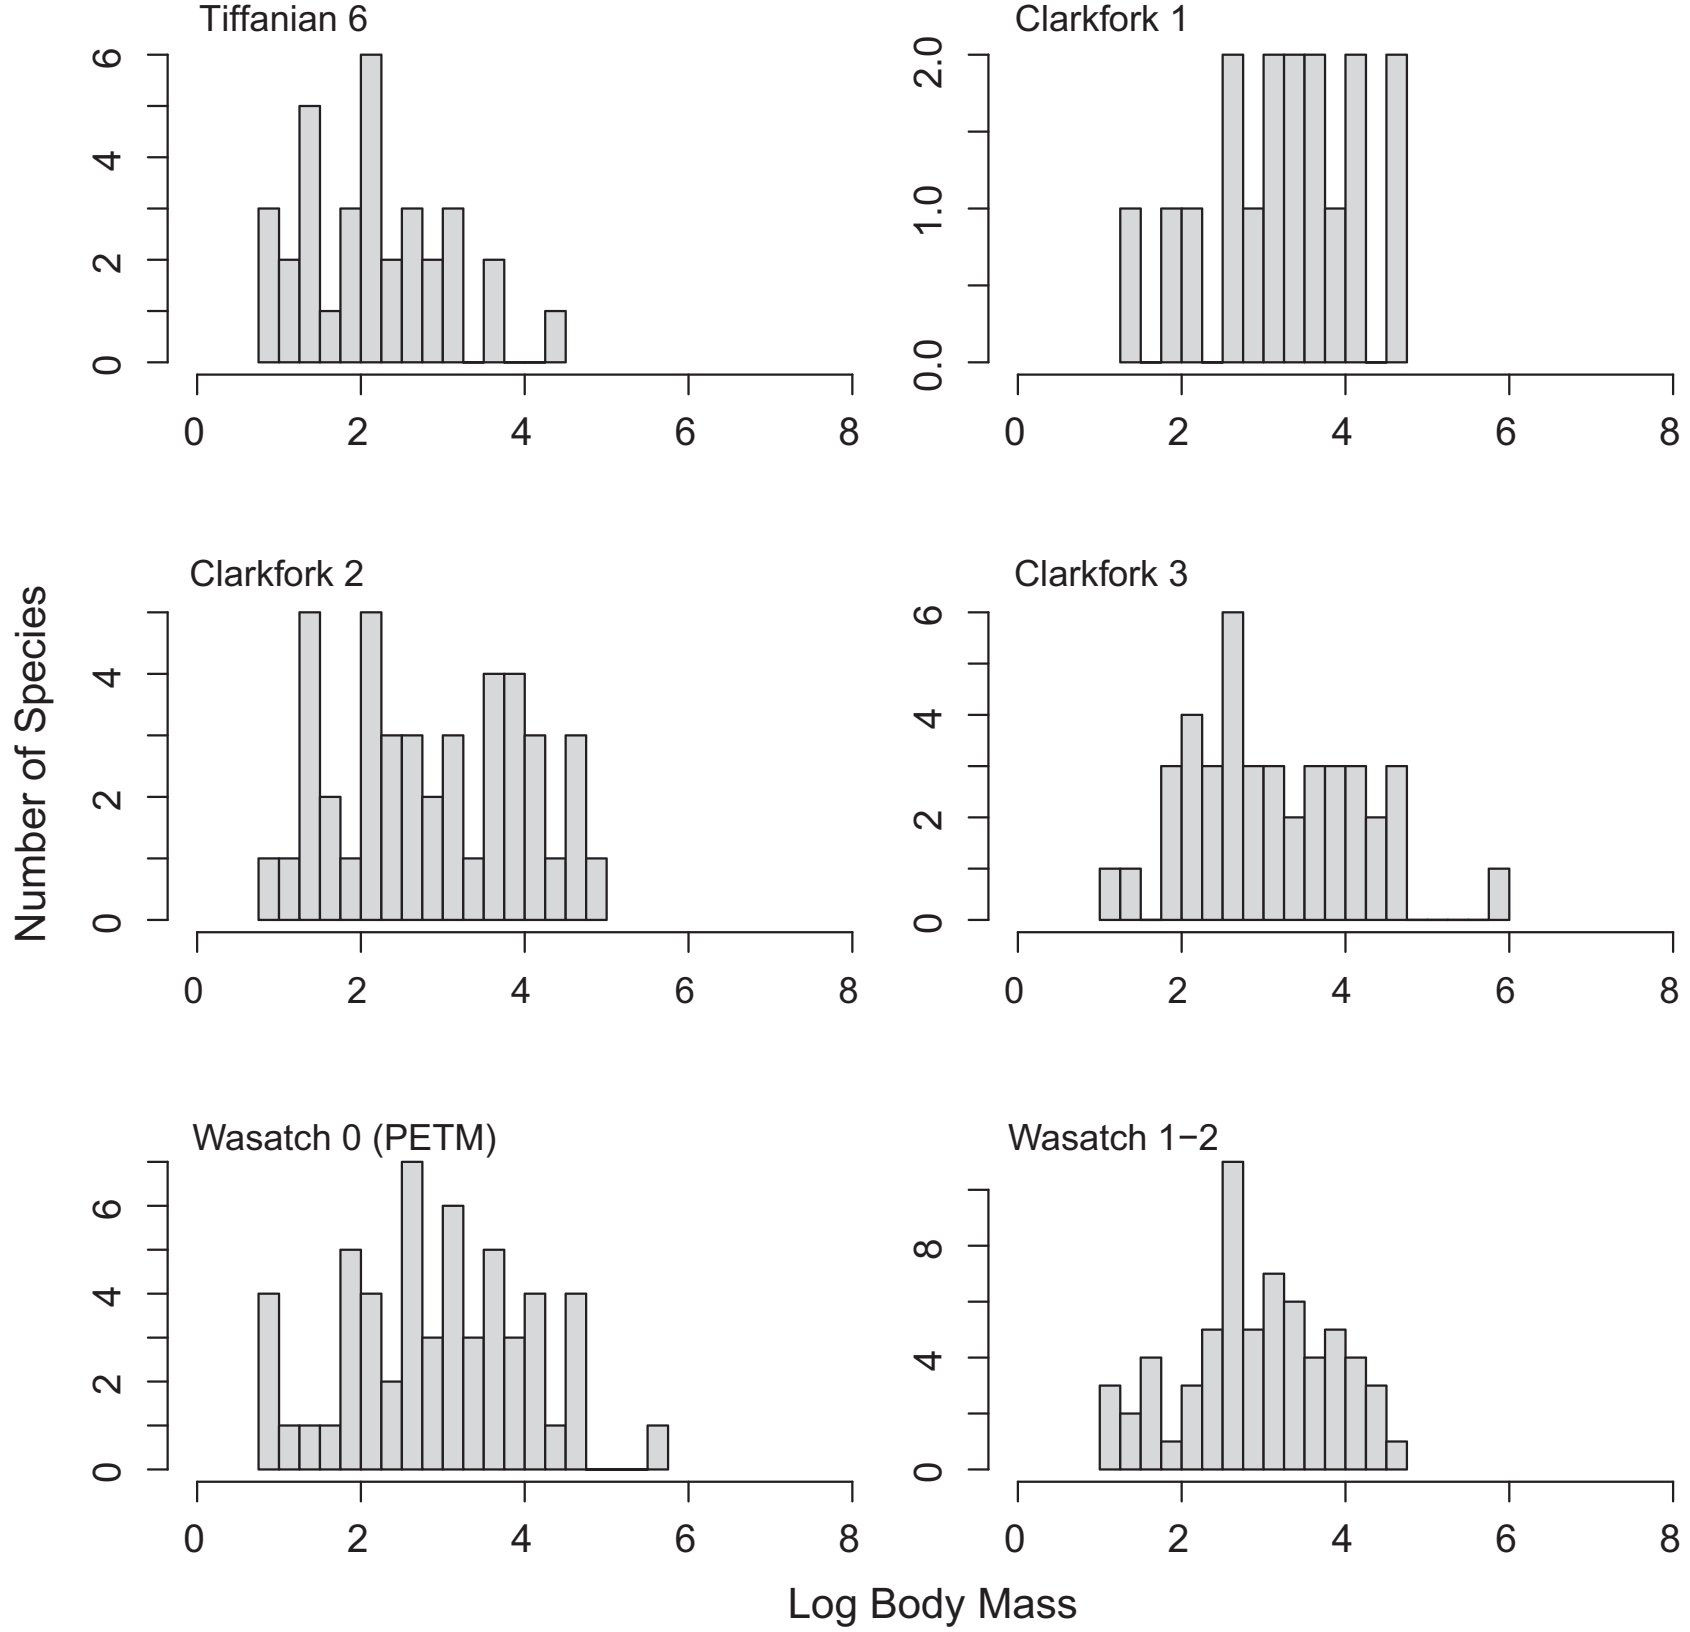 Tiffanian 6
6
4
2
0
0 2 4 6 8
Clarkfork 1
2.0
1.0
0.0
0 2 4 6 8
Number of Species
Clarkfork 2
4
2
0
0 2 4 6 8
Clarkfork 3
6
4
2
0
0 2 4 6 8
Wasatch 0 (PETM)
6
4
2
0
0 2 4 6 8
Wasatch 1−2
8
4
0
0 2 4 6 8
Log Body Mass